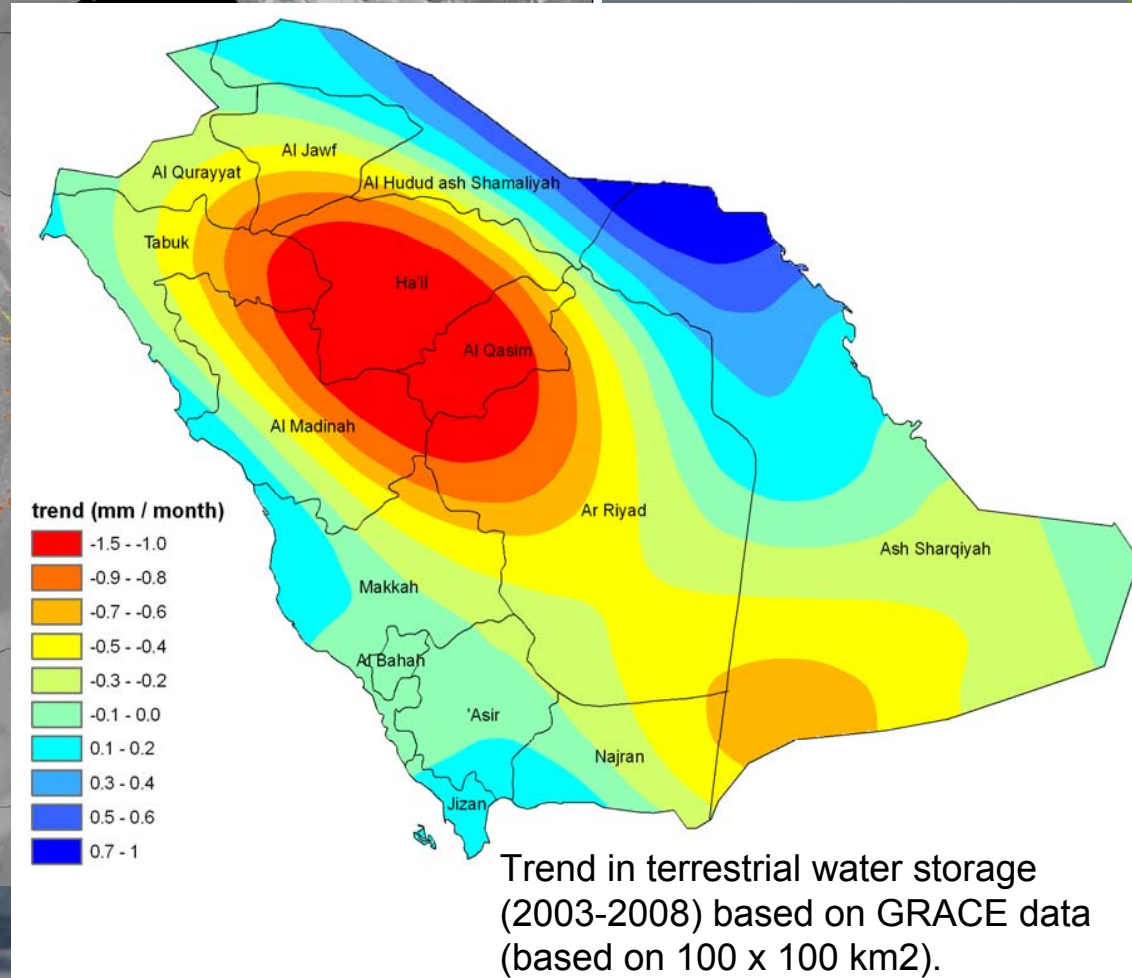 Al Jawf
Al Qurayyat
Al Hudud ash Shamaliyah
Tabuk
Ha'il
Al Qasim
Al Madinah
Ar Riyad
Ash Sharqiyah
Makkah
Al Bahah
'Asir
Najran
Jizan
trend (mm / month)
-1.5 - -1.0
-0.9 - -0.8
-0.7 - -0.6
-0.5 - -0.4
-0.3 - -0.2
-0.1 - 0.0
0.1 - 0.2
0.3 - 0.4
0.5 - 0.6
0.7 - 1
Trend in terrestrial water storage
(2003-2008) based on GRACE data
(based on 100 x 100 km2).